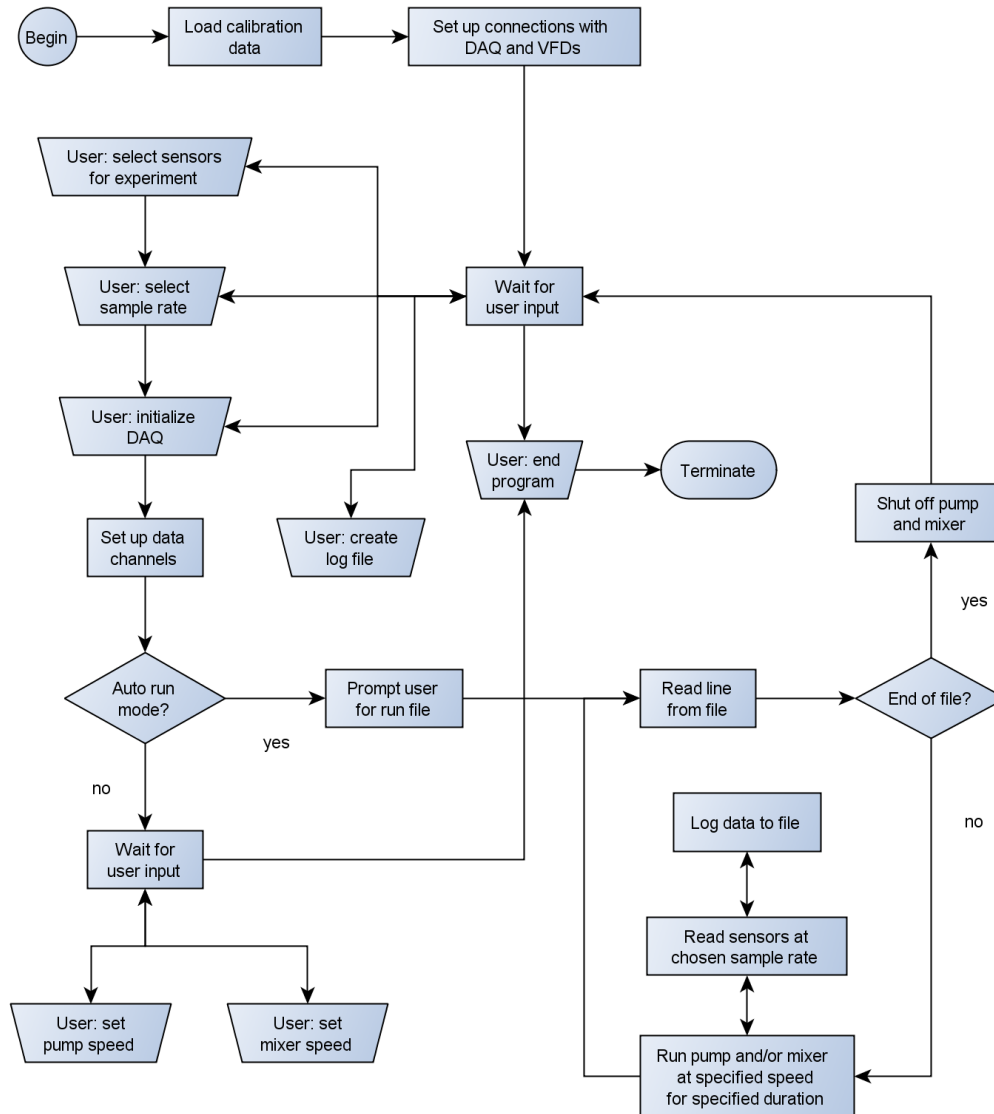 Begin
Load calibration
data
Set up connections with
DAQ and VFDs
User: select sensors
for experiment
User: select
sample rate
Wait for
user input
User: initialize
DAQ
User: end
program
Terminate
Set up data
channels
User: create
log file
Shut off pump
and mixer
yes
Auto run
mode?
Prompt user
for run file
Read line
from file
End of file?
yes
no
no
Wait for
user input
Log data to file
Read sensors at
chosen sample rate
User: set
pump speed
User: set
mixer speed
Run pump and/or mixer
at specified speed
for specified duration